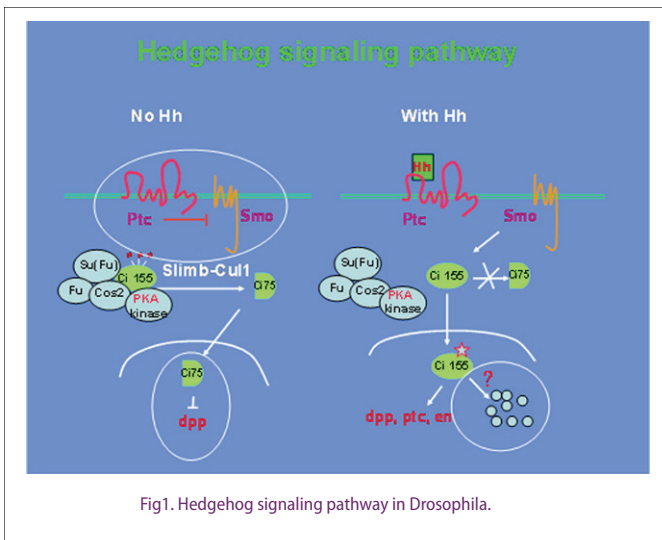 Hedgehog signaling pathway
No Hh
With Hh
Hh
Ptc
Smo
Ptc
Smo
Su(Fu)
Ci 155
Fu
Cos2
PKA
kinase
Slimb-Cul1
Ci75
Su(Fu)
Fu
Cos2
PKA
kinase
Ci 155
Ci75
Ci75
dpp
Ci 155
?
dpp, ptc, en
Fig1. Hedgehog signaling pathway in Drosophila.